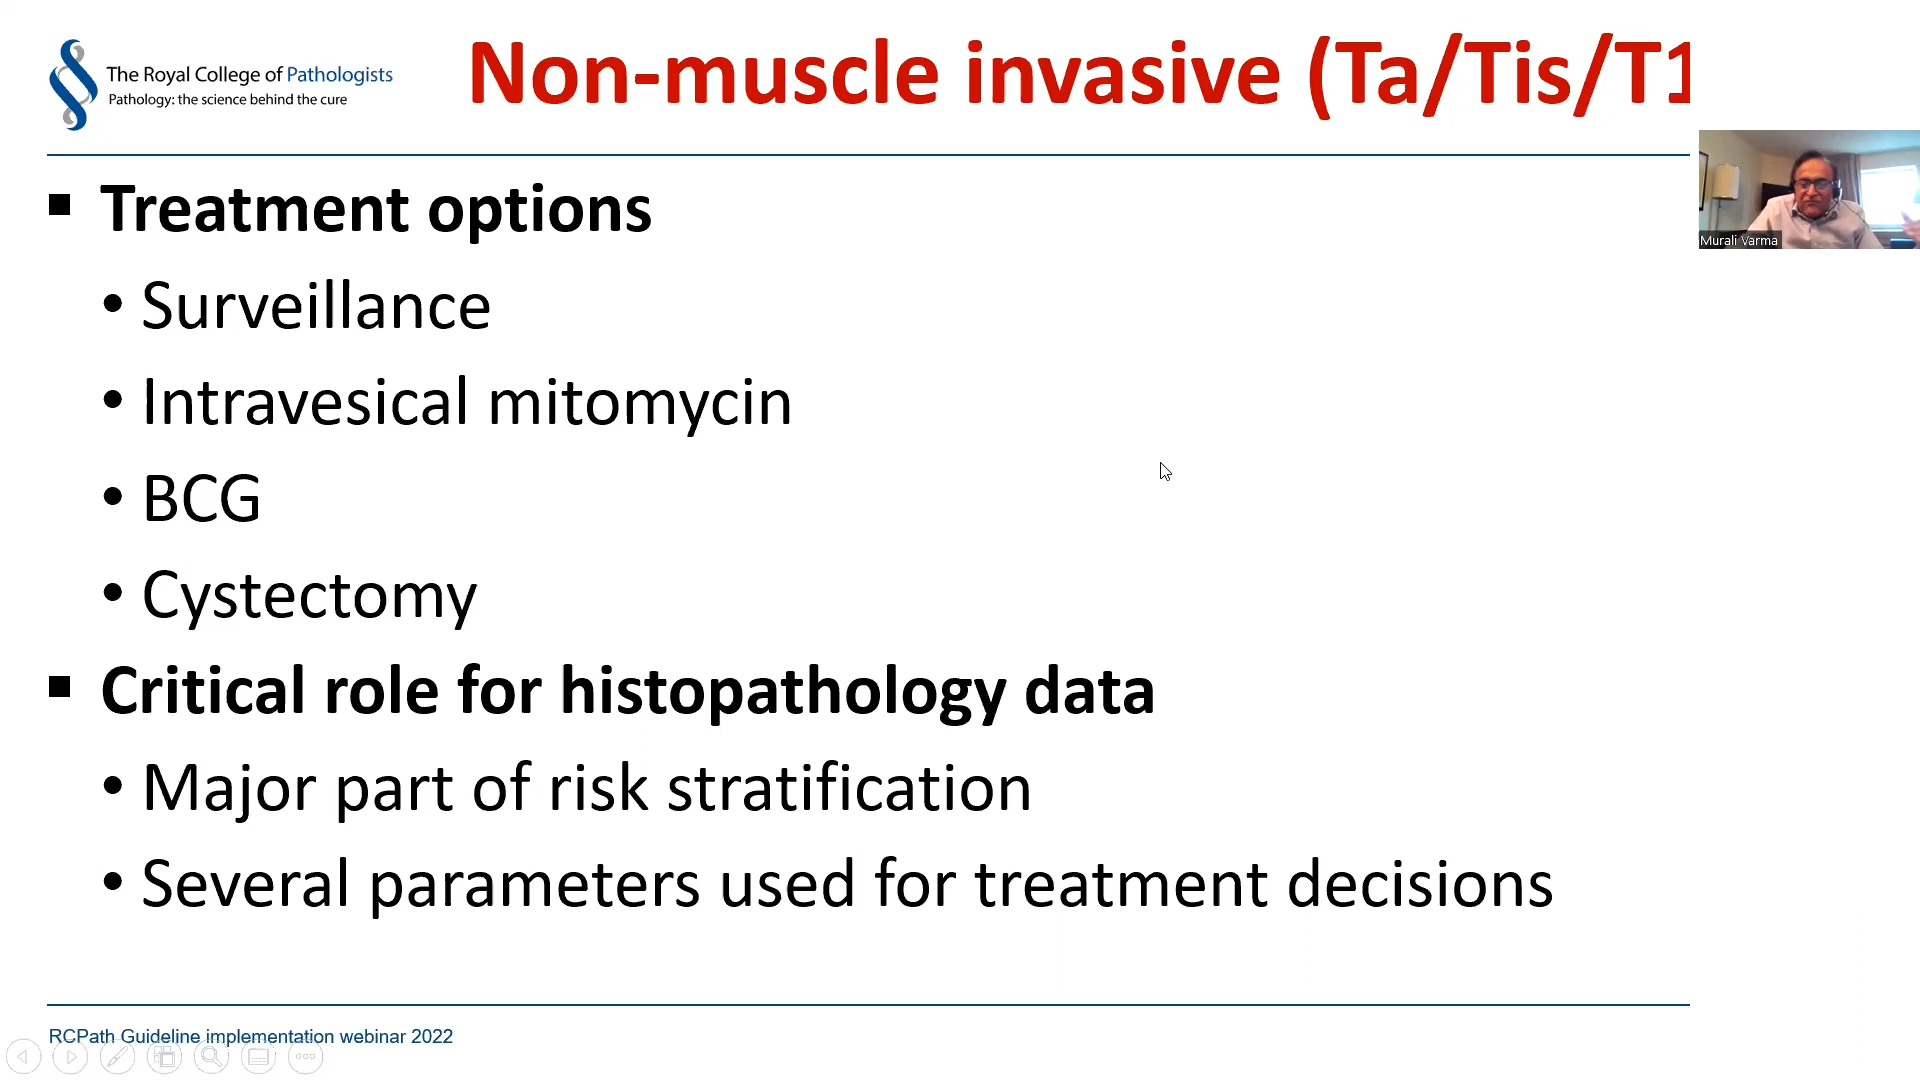 The Royal College of Pathologists
Pathology: the science behind the cure
Non-muscle invasive (Ta/Tis/T1
Murali Varma
Treatment options
• Surveillance
• Intravesical mitomycin
• BCG
• Cystectomy
Critical role for histopathology data
• Major part of risk stratification
• Several parameters used for treatment decisions
RCPath Guideline implementation webinar 2022